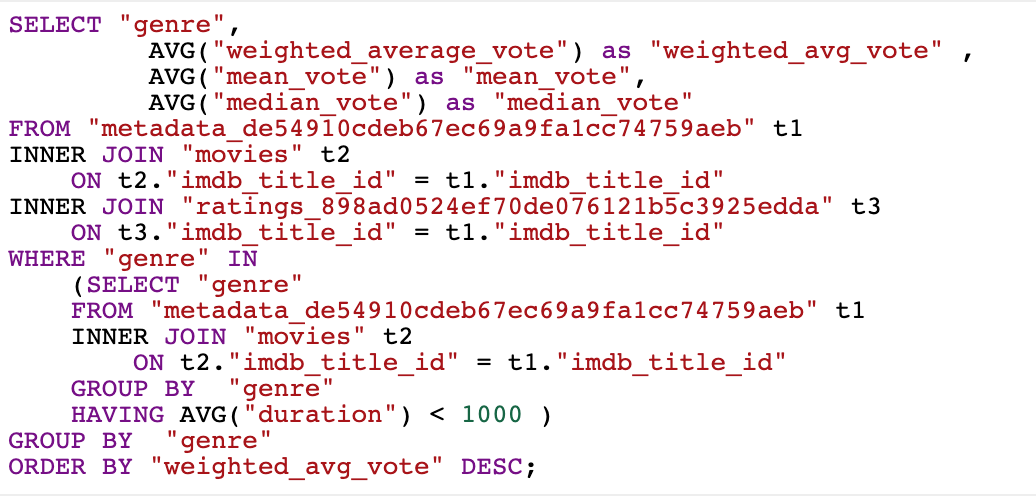 SELECT "genre",
AVG("weighted_average_vote") as "weighted_avg_vote" ,
AVG("mean_vote") as "mean_vote",
AVG("median_vote") as "median_vote"
FROM "metadata_de54910cdeb67ec69a9fa1cc74759aeb" t1
INNER JOIN "movies" t2
ON t2."imdb_title_id" = t1."imdb_title_id"
INNER JOIN "ratings_898ad0524ef70de076121b5c3925edda" t3
ON t3."imdb_title_id" = t1."imdb_title_id"
WHERE "genre" IN
(SELECT "genre"
FROM "metadata_de54910cdeb67ec69a9fa1cc74759aeb" t1
INNER JOIN "movies" t2
ON t2."imdb_title_id" = t1."imdb_title_id"
GROUP BY  "genre"
HAVING AVG("duration") < 1000 )
GROUP BY  "genre"
ORDER BY "weighted_avg_vote" DESC;